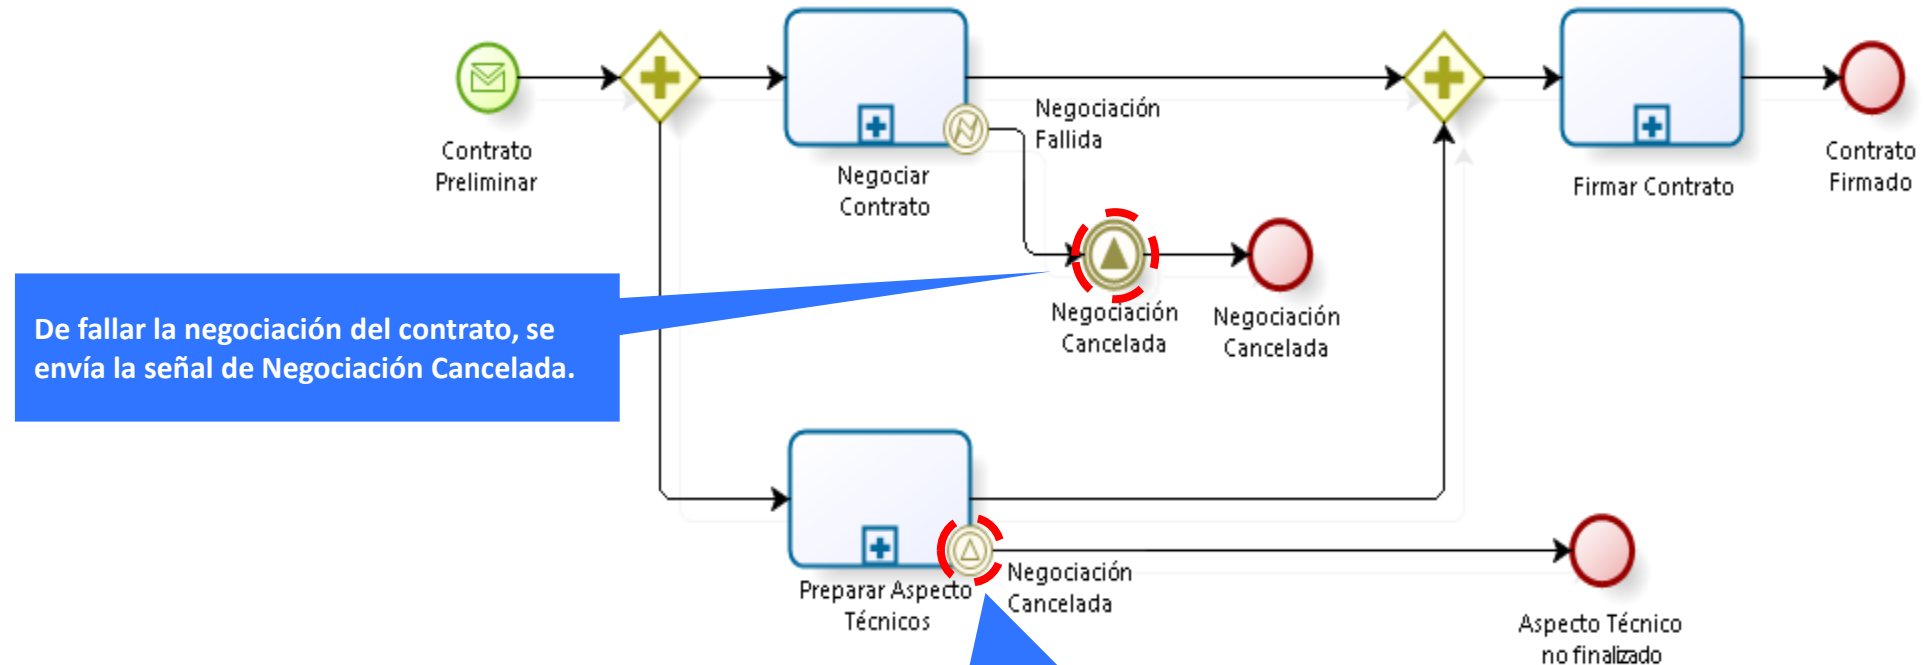 Contrato
Preliminar
Negociar
Contrato
Negociación
Fallida
Firmar Contrato
Contrato
Firmado
Negociación
Cancelada
Negociación
Cancelada
De fallar la negociación del contrato, se
envía la señal de Negociación Cancelada.
Preparar Aspecto
Técnicos
Negociación
Cancelada
Aspecto Técnico
no finalizado